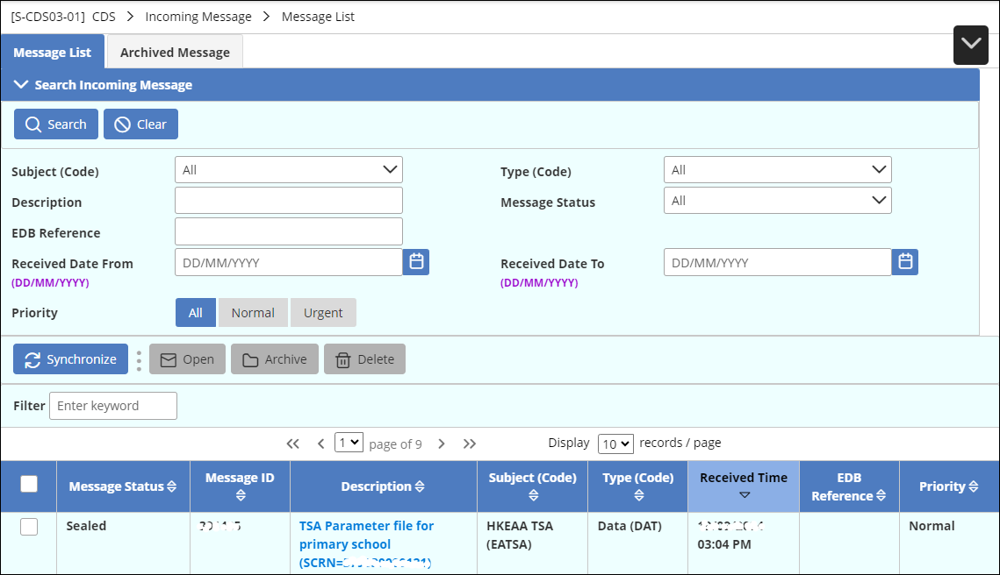 [S-CDS03-01] CDS > Incoming Message > Message List
Message List
Archived Message
Search Incoming Message
Search
Clear
Subject (Code)
All
Type (Code)
All
Description
Message Status
All
EDB Reference
Received Date From
DD/MM/YYYY
Received Date To
DD/MM/YYYY
(DD/MM/YYYY)
(DD/MM/YYYY)
Priority
All
Normal
Urgent
Synchronize
Open
Archive
Delete
Filter
Enter keyword
1
page of 9
Display
10
records / page
Message Status
Message ID
Description
Subject (Code)
Type (Code)
Received Time
EDB
Reference
Priority
Sealed
TSA Parameter file for
primary school
(SCRN=
HKEAA TSA
(EATSA)
Data (DAT)
03:04 PM
Normal